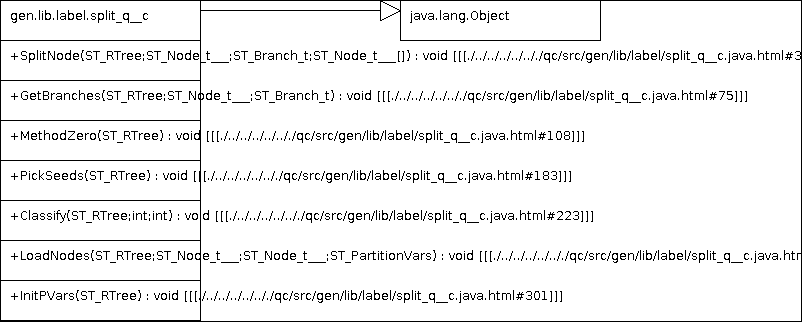 gen.lib.label.split_q__c
java.lang.Object
+SplitNode(ST_RTree;ST_Node_t___;ST_Branch_t;ST_Node_t___[]) : void [[[./../../../../../qc/src/gen/lib/label/split_q__c.java.html#3
+GetBranches(ST_RTree;ST_Node_t___;ST_Branch_t) : void [[[./../../../../../qc/src/gen/lib/label/split_q__c.java.html#75]]]
+MethodZero(ST_RTree) : void [[[./../../../../../qc/src/gen/lib/label/split_q__c.java.html#108]]]
+PickSeeds(ST_RTree) : void [[[./../../../../../qc/src/gen/lib/label/split_q__c.java.html#183]]]
+Classify(ST_RTree;int;int) : void [[[./../../../../../qc/src/gen/lib/label/split_q__c.java.html#223]]]
+LoadNodes(ST_RTree;ST_Node_t___;ST_Node_t___;ST_PartitionVars) : void [[[./../../../../../qc/src/gen/lib/label/split_q__c.java.htm
+InitPVars(ST_RTree) : void [[[./../../../../../qc/src/gen/lib/label/split_q__c.java.html#301]]]